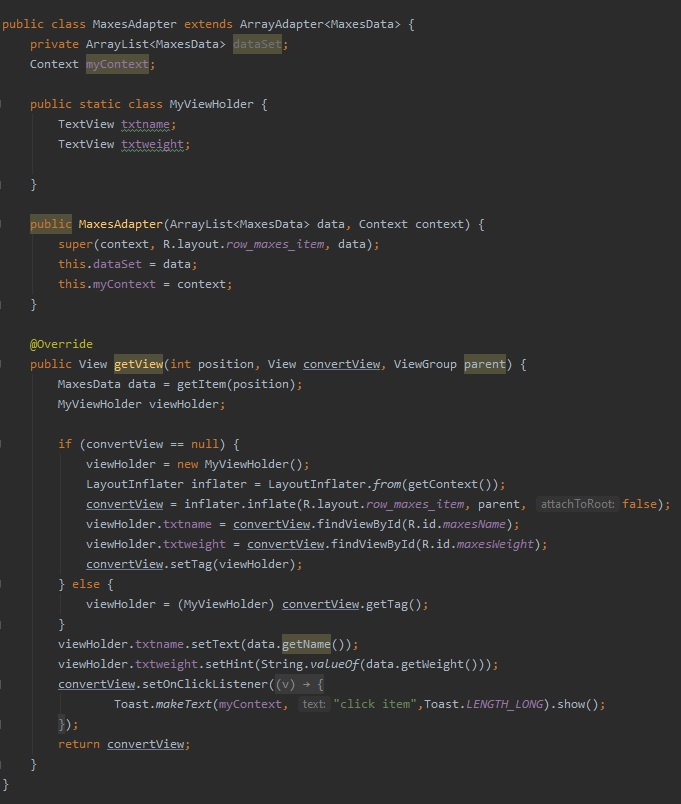 public class MaxesAdapter extends ArrayAdapter<MaxesData> {
    private ArrayList<MaxesData> dataSet;
    Context myContext;

    public static class MyViewHolder {
        TextView txtname;
        TextView txtweight;

    }

    public MaxesAdapter(ArrayList<MaxesData> data, Context context) {
        super(context, R.layout.row_maxes_item, data);
        this.dataSet = data;
        this.myContext = context;
    }

    @Override
    public View getView(int position, View convertView, ViewGroup parent) {
        MaxesData data = getItem(position);
        MyViewHolder viewHolder;

        if (convertView == null) {
            viewHolder = new MyViewHolder();
            LayoutInflater inflater = LayoutInflater.from(getContext());
            convertView = inflater.inflate(R.layout.row_maxes_item, parent, attachToRoot: false);
            viewHolder.txtname = convertView.findViewById(R.id.maxesName);
            viewHolder.txtweight = convertView.findViewById(R.id.maxesWeight);
            convertView.setTag(viewHolder);
        } else {
            viewHolder = (MyViewHolder) convertView.getTag();
        }
        viewHolder.txtname.setText(data.getName());
        viewHolder.txtweight.setHint(String.valueOf(data.getWeight()));
        convertView.setOnClickListener((v) → {
                Toast.makeText(myContext, text: "click item",Toast.LENGTH_LONG).show();
        });
        return convertView;
    }
}